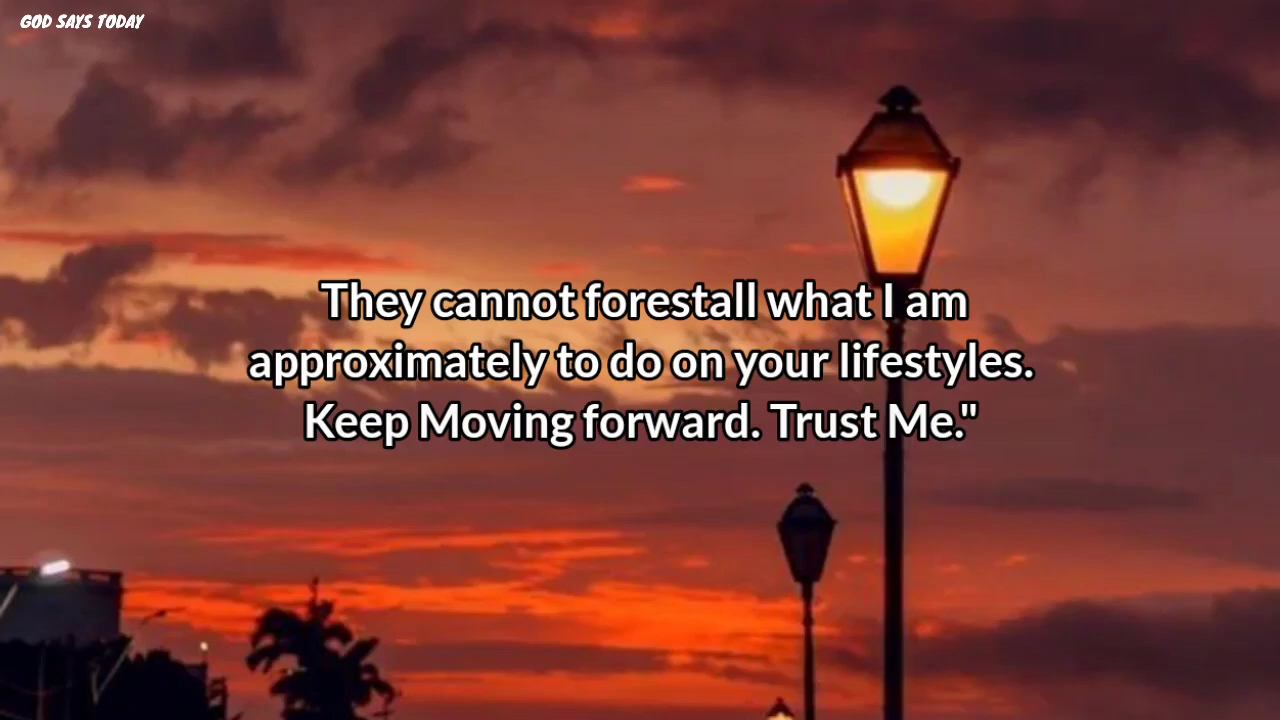 GOD SAYS TODAY
They cannot forestall what I am
approximately to do on your lifestyles.
Keep Moving forward. Trust Me."